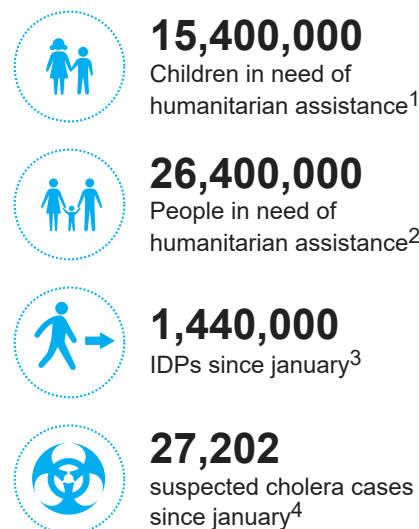 15,400,000
Children in need of
humanitarian assistance1
26,400,000
People in need of
humanitarian assistance2
1,440,000
IDPs since january3
27,202
suspected cholera cases
since january4